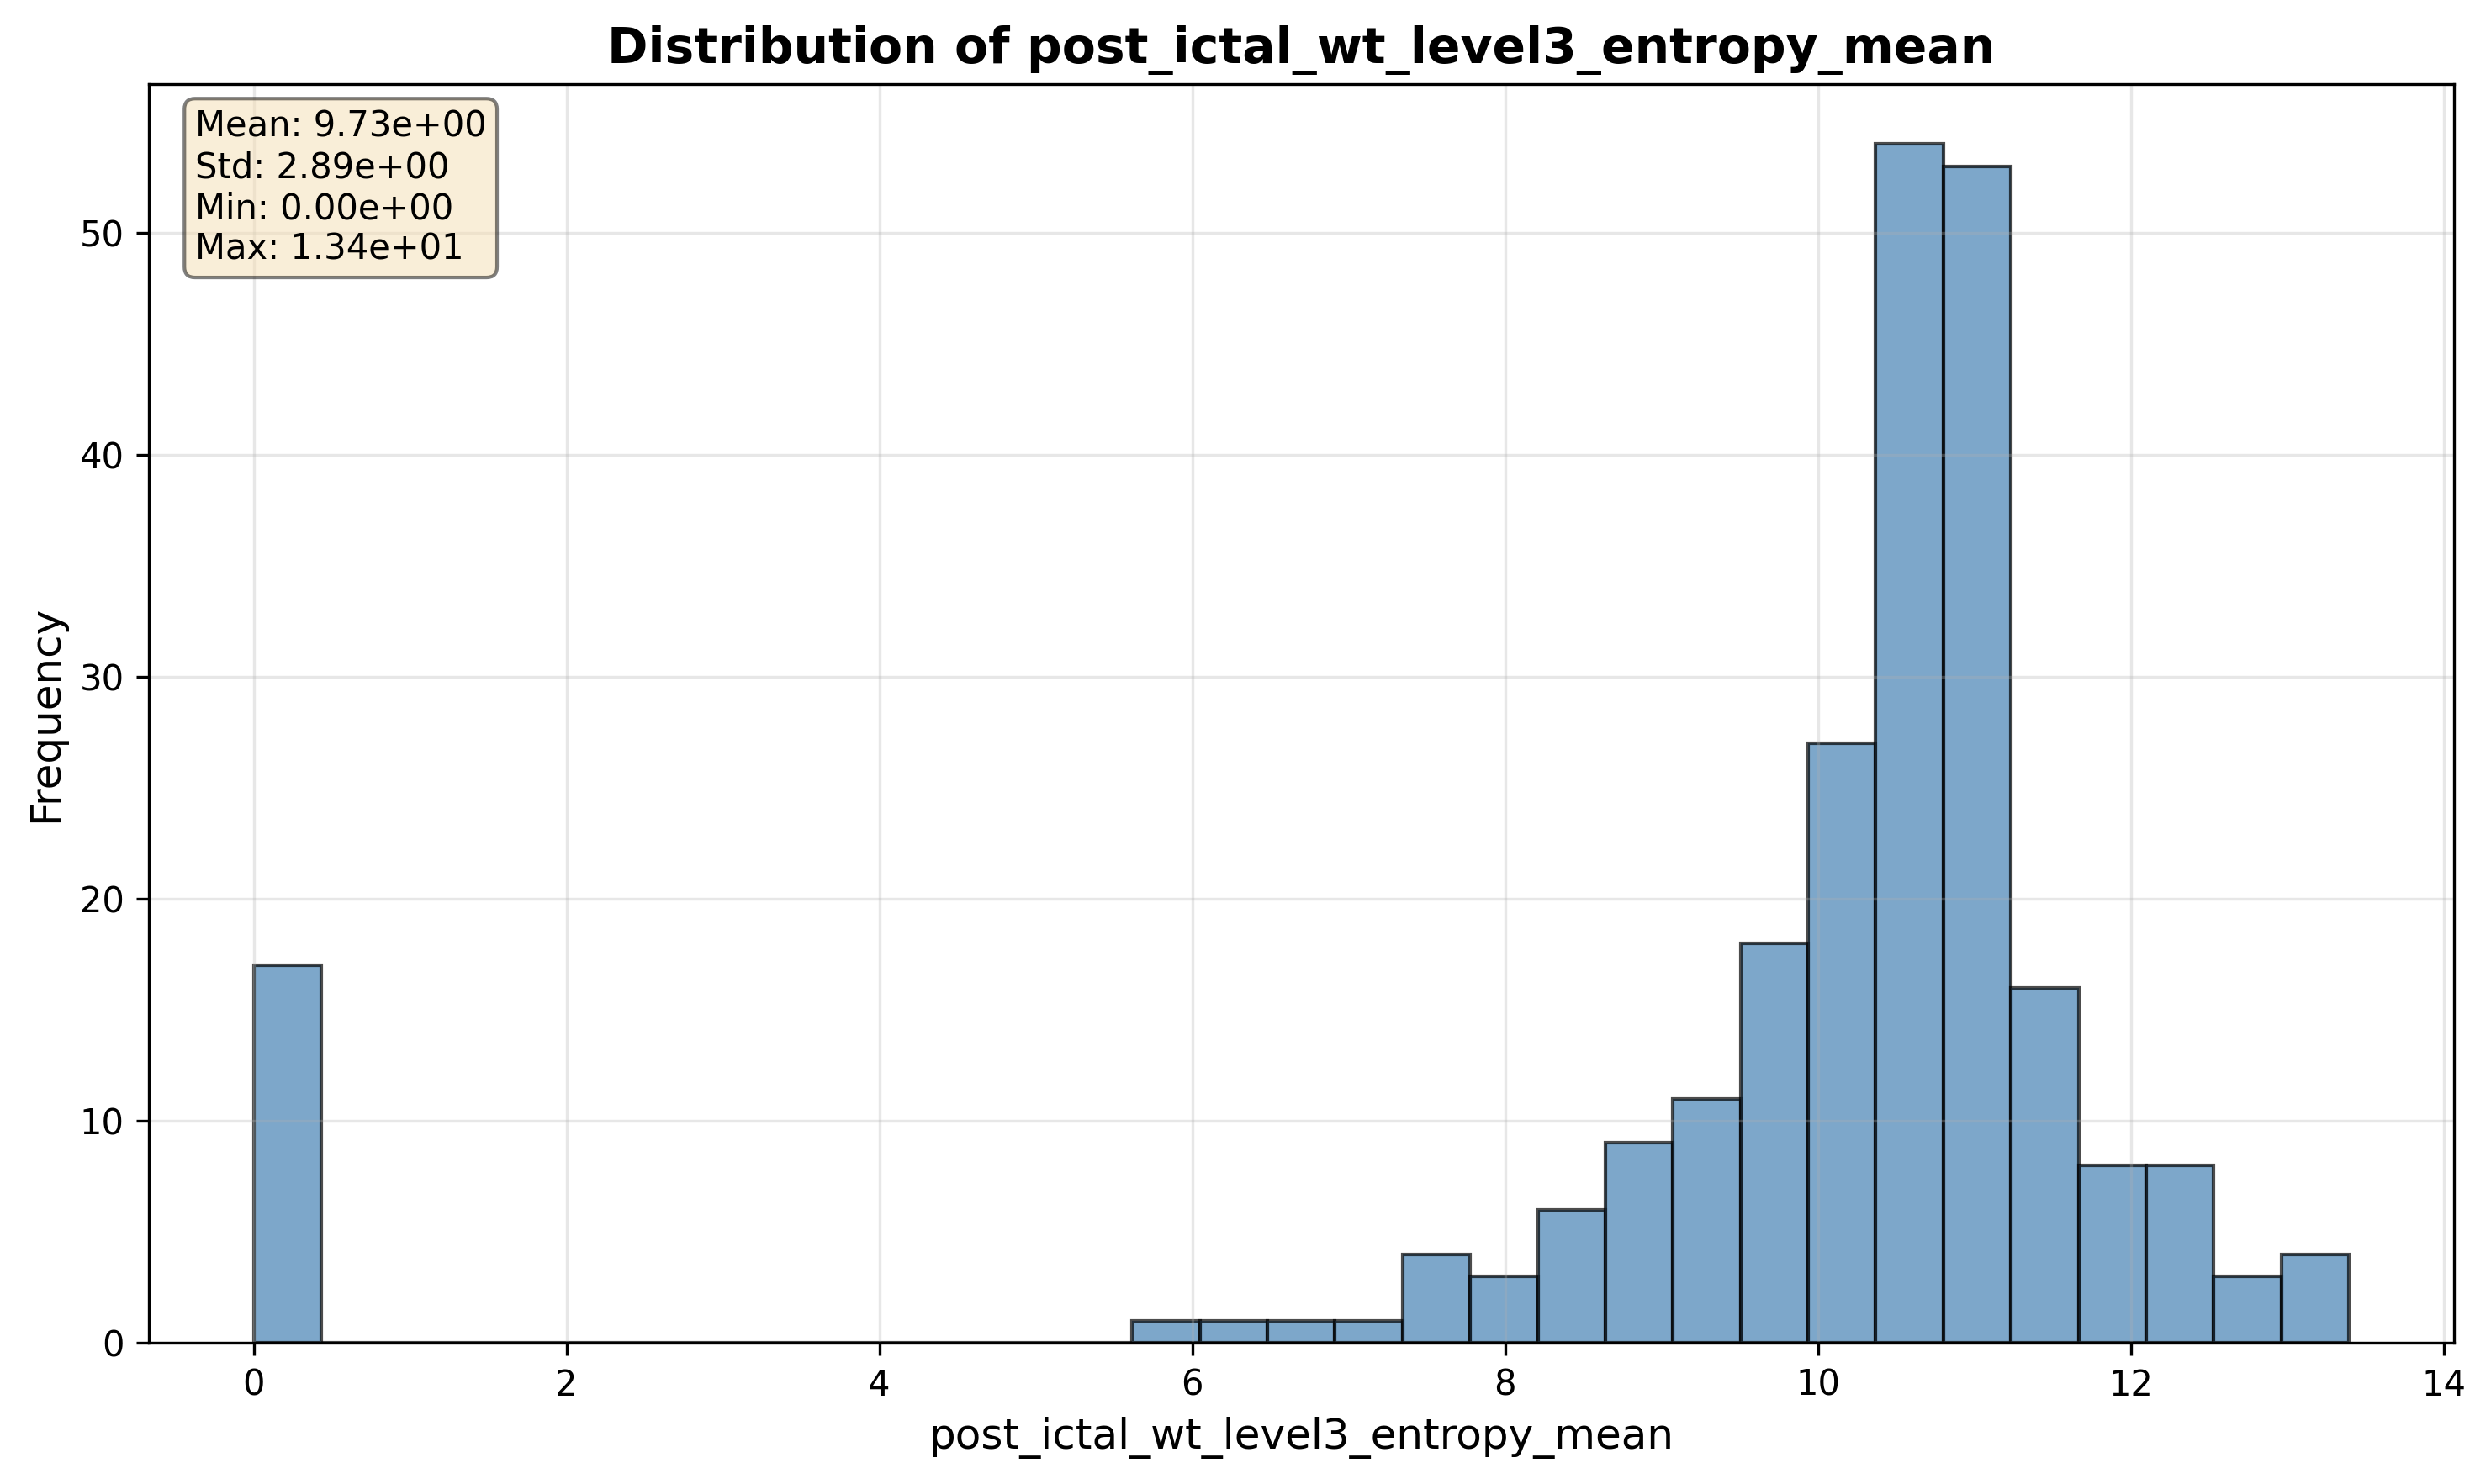 Distribution of post_ictal_wt_level3_entropy_mean
Mean: 9.73e+00
Std: 2.89e+00
Min: 0.00e+00
Max: 1.34e+01
Frequency
50
40
30
20
10
0
0 2 4 6 8 10 12 14
post_ictal_wt_level3_entropy_mean